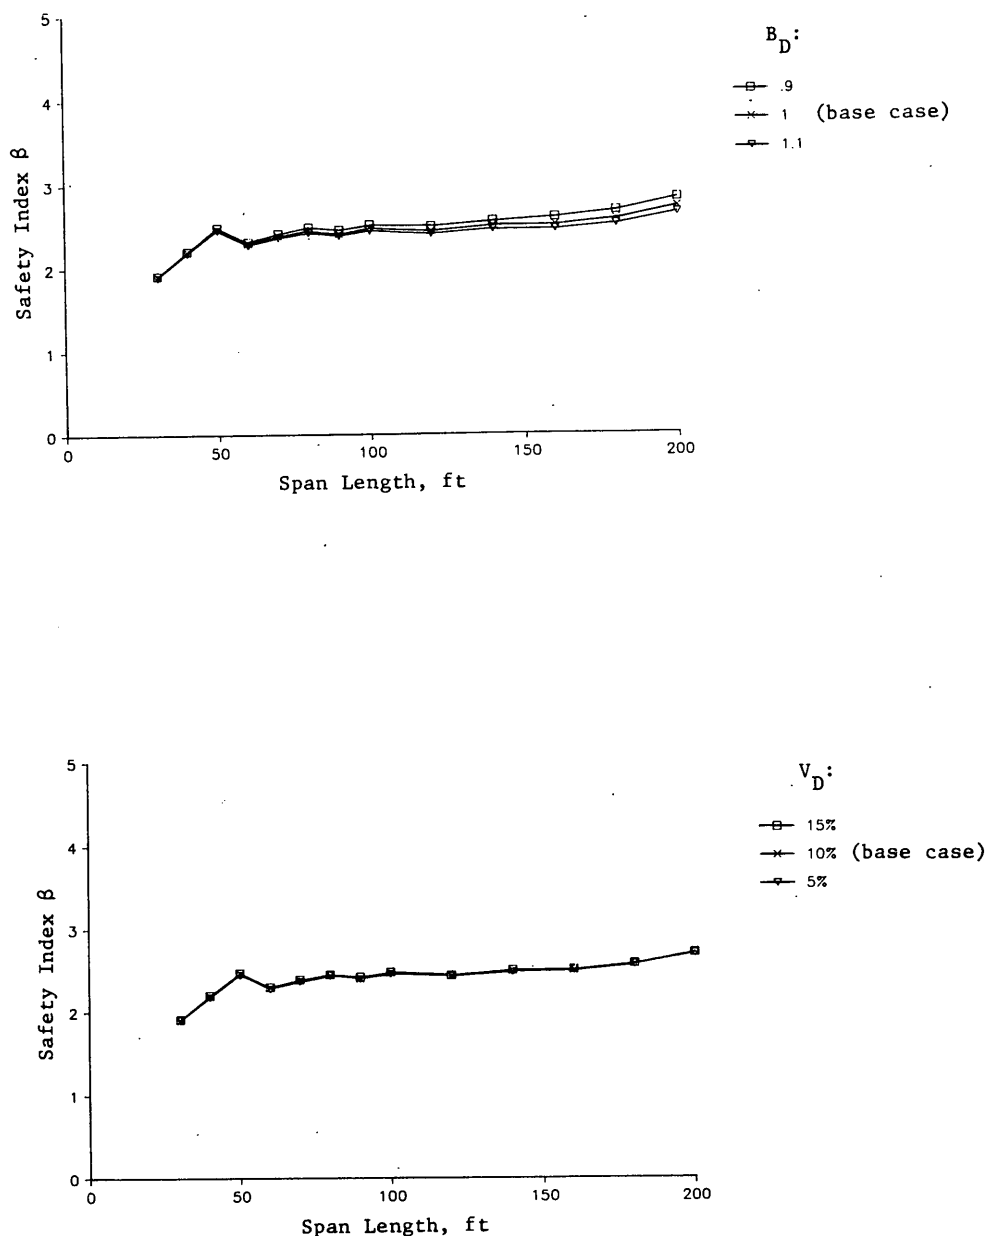 B_D:
.9
1 (base case)
1.1
5
4
3
2
1
0
Safety Index β
0 50 100 150 200
Span Length, ft
V_D:
15%
10% (base case)
5%
5
4
3
2
1
0
Safety Index β
0 50 100 150 200
Span Length, ft